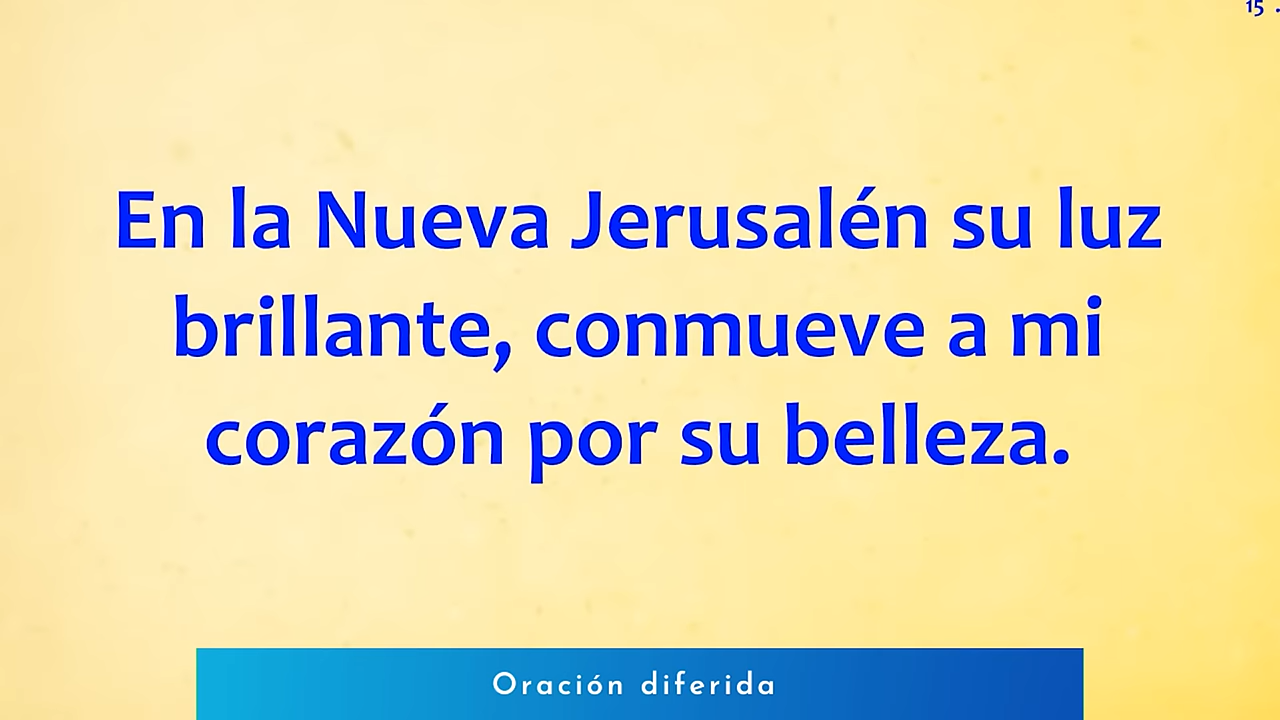 15 .
En la Nueva Jerusalén su luz
brillante, conmueve a mi
corazón por su belleza.
Oración diferida